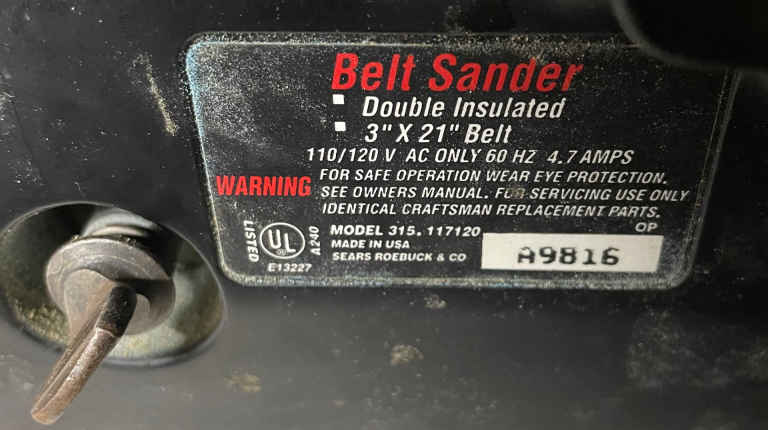 Belt Sander
Double Insulated
3" X 21" Belt
110/120 V AC ONLY 60 HZ 4.7 AMPS
WARNING
FOR SAFE OPERATION WEAR EYE PROTECTION.
SEE OWNERS MANUAL. FOR SERVICING USE ONLY
IDENTICAL CRAFTSMAN REPLACEMENT PARTS.
LISTED
UL
A240
E13227
MODEL 315.117120
MADE IN USA
SEARS ROEBUCK & CO
OP
A9816